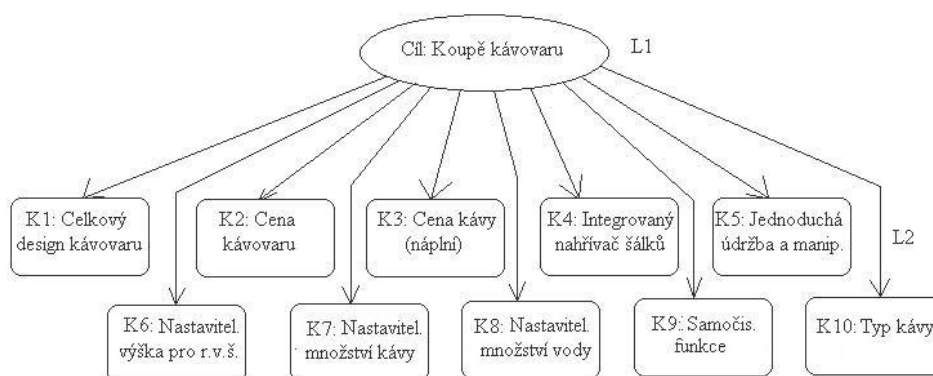 Cíl: Koupě kávovaru
L1
K1: Celkový
design kávovaru
K2: Cena
kávovaru
K3: Cena kávy
(náplní)
K4: Integrovaný
nahřívač šálků
K5: Jednoduchá
údržba a manip.
L2
K6: Nastavitel.
výška pro r.v.š.
K7: Nastavitel.
množství kávy
K8: Nastavitel.
množství vody
K9: Samočis.
funkce
K10: Typ kávy